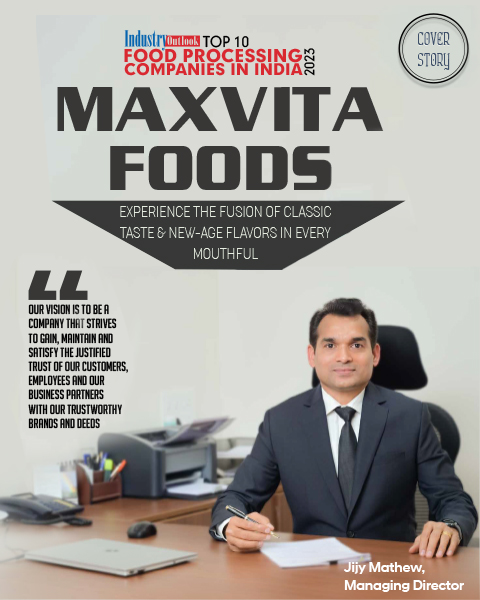 Industry Outlook TOP 10
FOOD PROCESSING
COMPANIES IN INDIA 2023
COVER
STORY
MAXVITA
FOODS
EXPERIENCE THE FUSION OF CLASSIC
TASTE & NEW-AGE FLAVORS IN EVERY
MOUTHFUL
OUR VISION IS TO BE A
COMPANY THAT STRIVES
TO GAIN, MAINTAIN AND
SATISFY THE JUSTIFIED
TRUST OF OUR CUSTOMERS,
EMPLOYEES AND OUR
BUSINESS PARTNERS
WITH OUR TRUSTWORTHY
BRANDS AND DEEDS
Jijy Mathew,
Managing Director